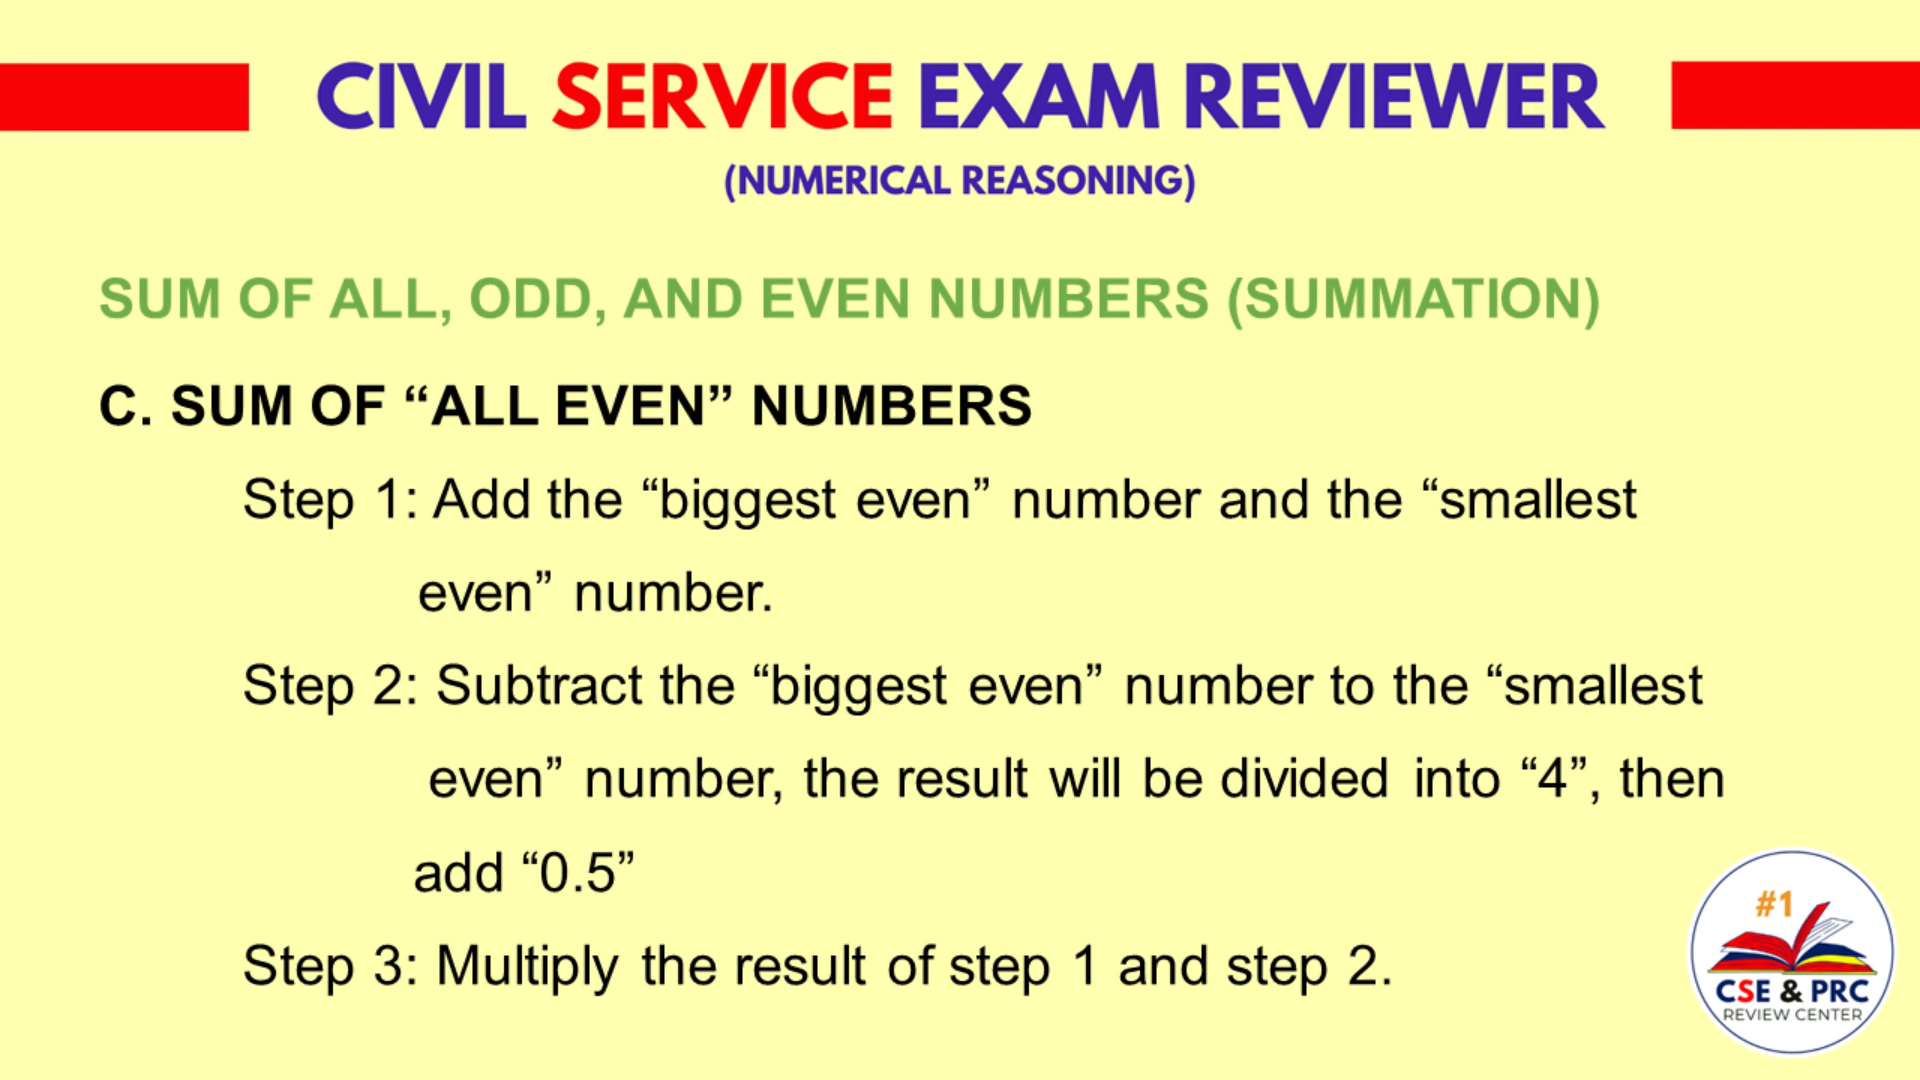 CIVIL SERVICE EXAM REVIEWER
(NUMERICAL REASONING)
SUM OF ALL, ODD, AND EVEN NUMBERS (SUMMATION)
C. SUM OF “ALL EVEN” NUMBERS
Step 1: Add the “biggest even” number and the “smallest
even” number.
Step 2: Subtract the “biggest even” number to the “smallest
even” number, the result will be divided into “4”, then
add “0.5”
Step 3: Multiply the result of step 1 and step 2.
#1
CSE & PRC
REVIEW CENTER